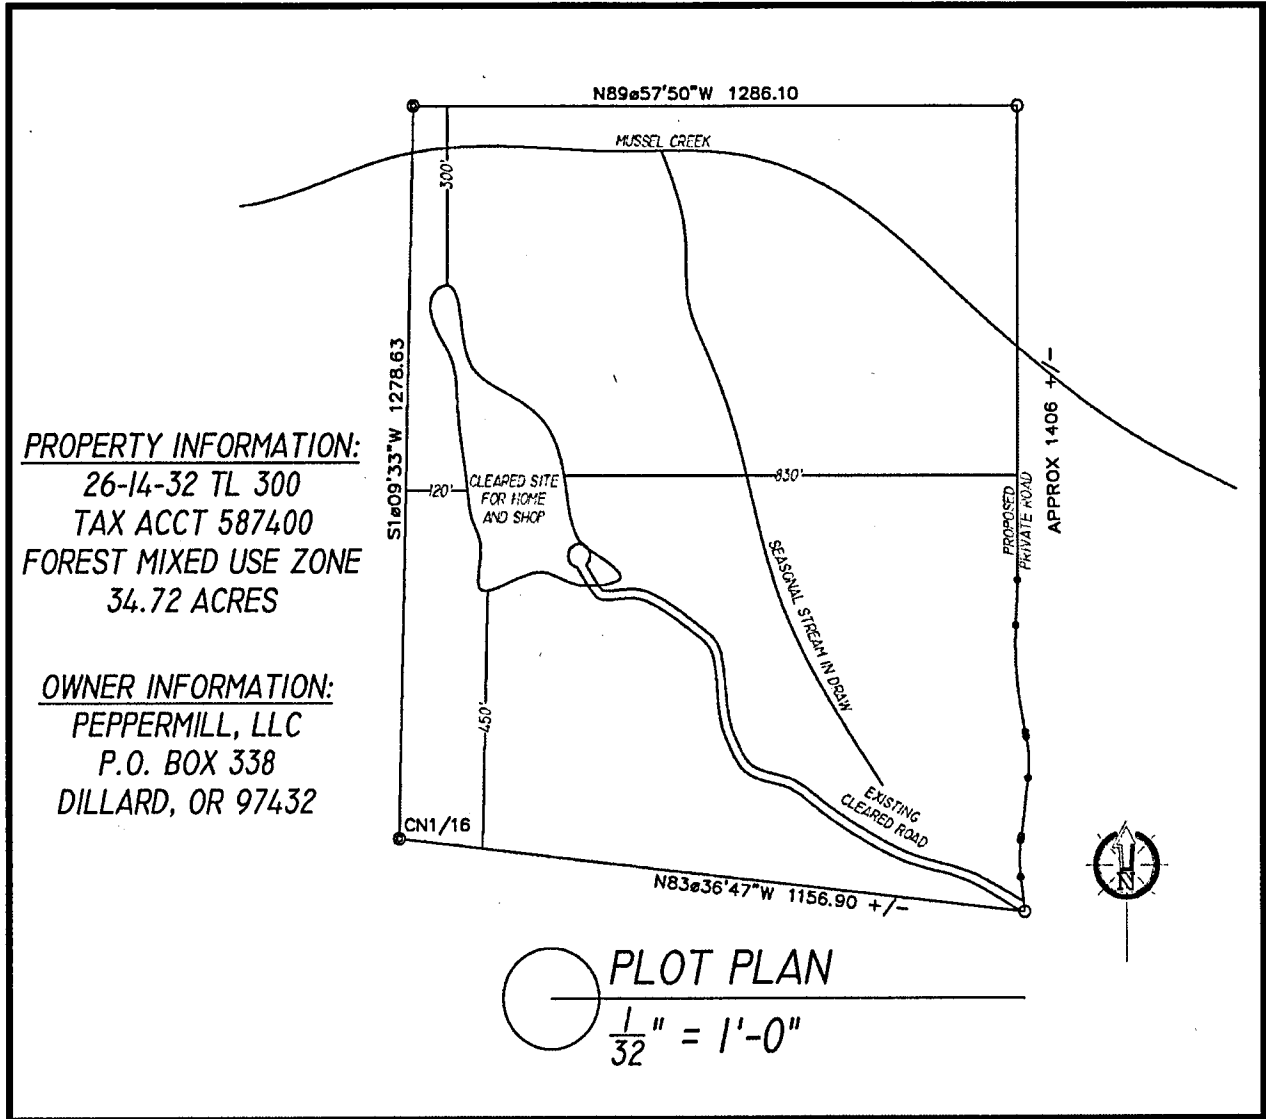 N89ø57'50"W 1286.10
MUSSEL CREEK
300'
S1ø09'33"W 1278.63
APPROX 1406 +/-
PROPERTY INFORMATION:
26-14-32 TL 300
TAX ACCT 587400
FOREST MIXED USE ZONE
34.72 ACRES
120'
CLEARED SITE
FOR HOME
AND SHOP
830'
PROPOSED
PRIVATE ROAD
SEASONAL STREAM IN DRAW
OWNER INFORMATION:
PEPPERMILL, LLC
P.O. BOX 338
DILLARD, OR 97432
450'
EXISTING
CLEARED ROAD
CN1/16
N83ø36'47"W 1156.90 +/-
N
PLOT PLAN
1/32" = 1'-0"